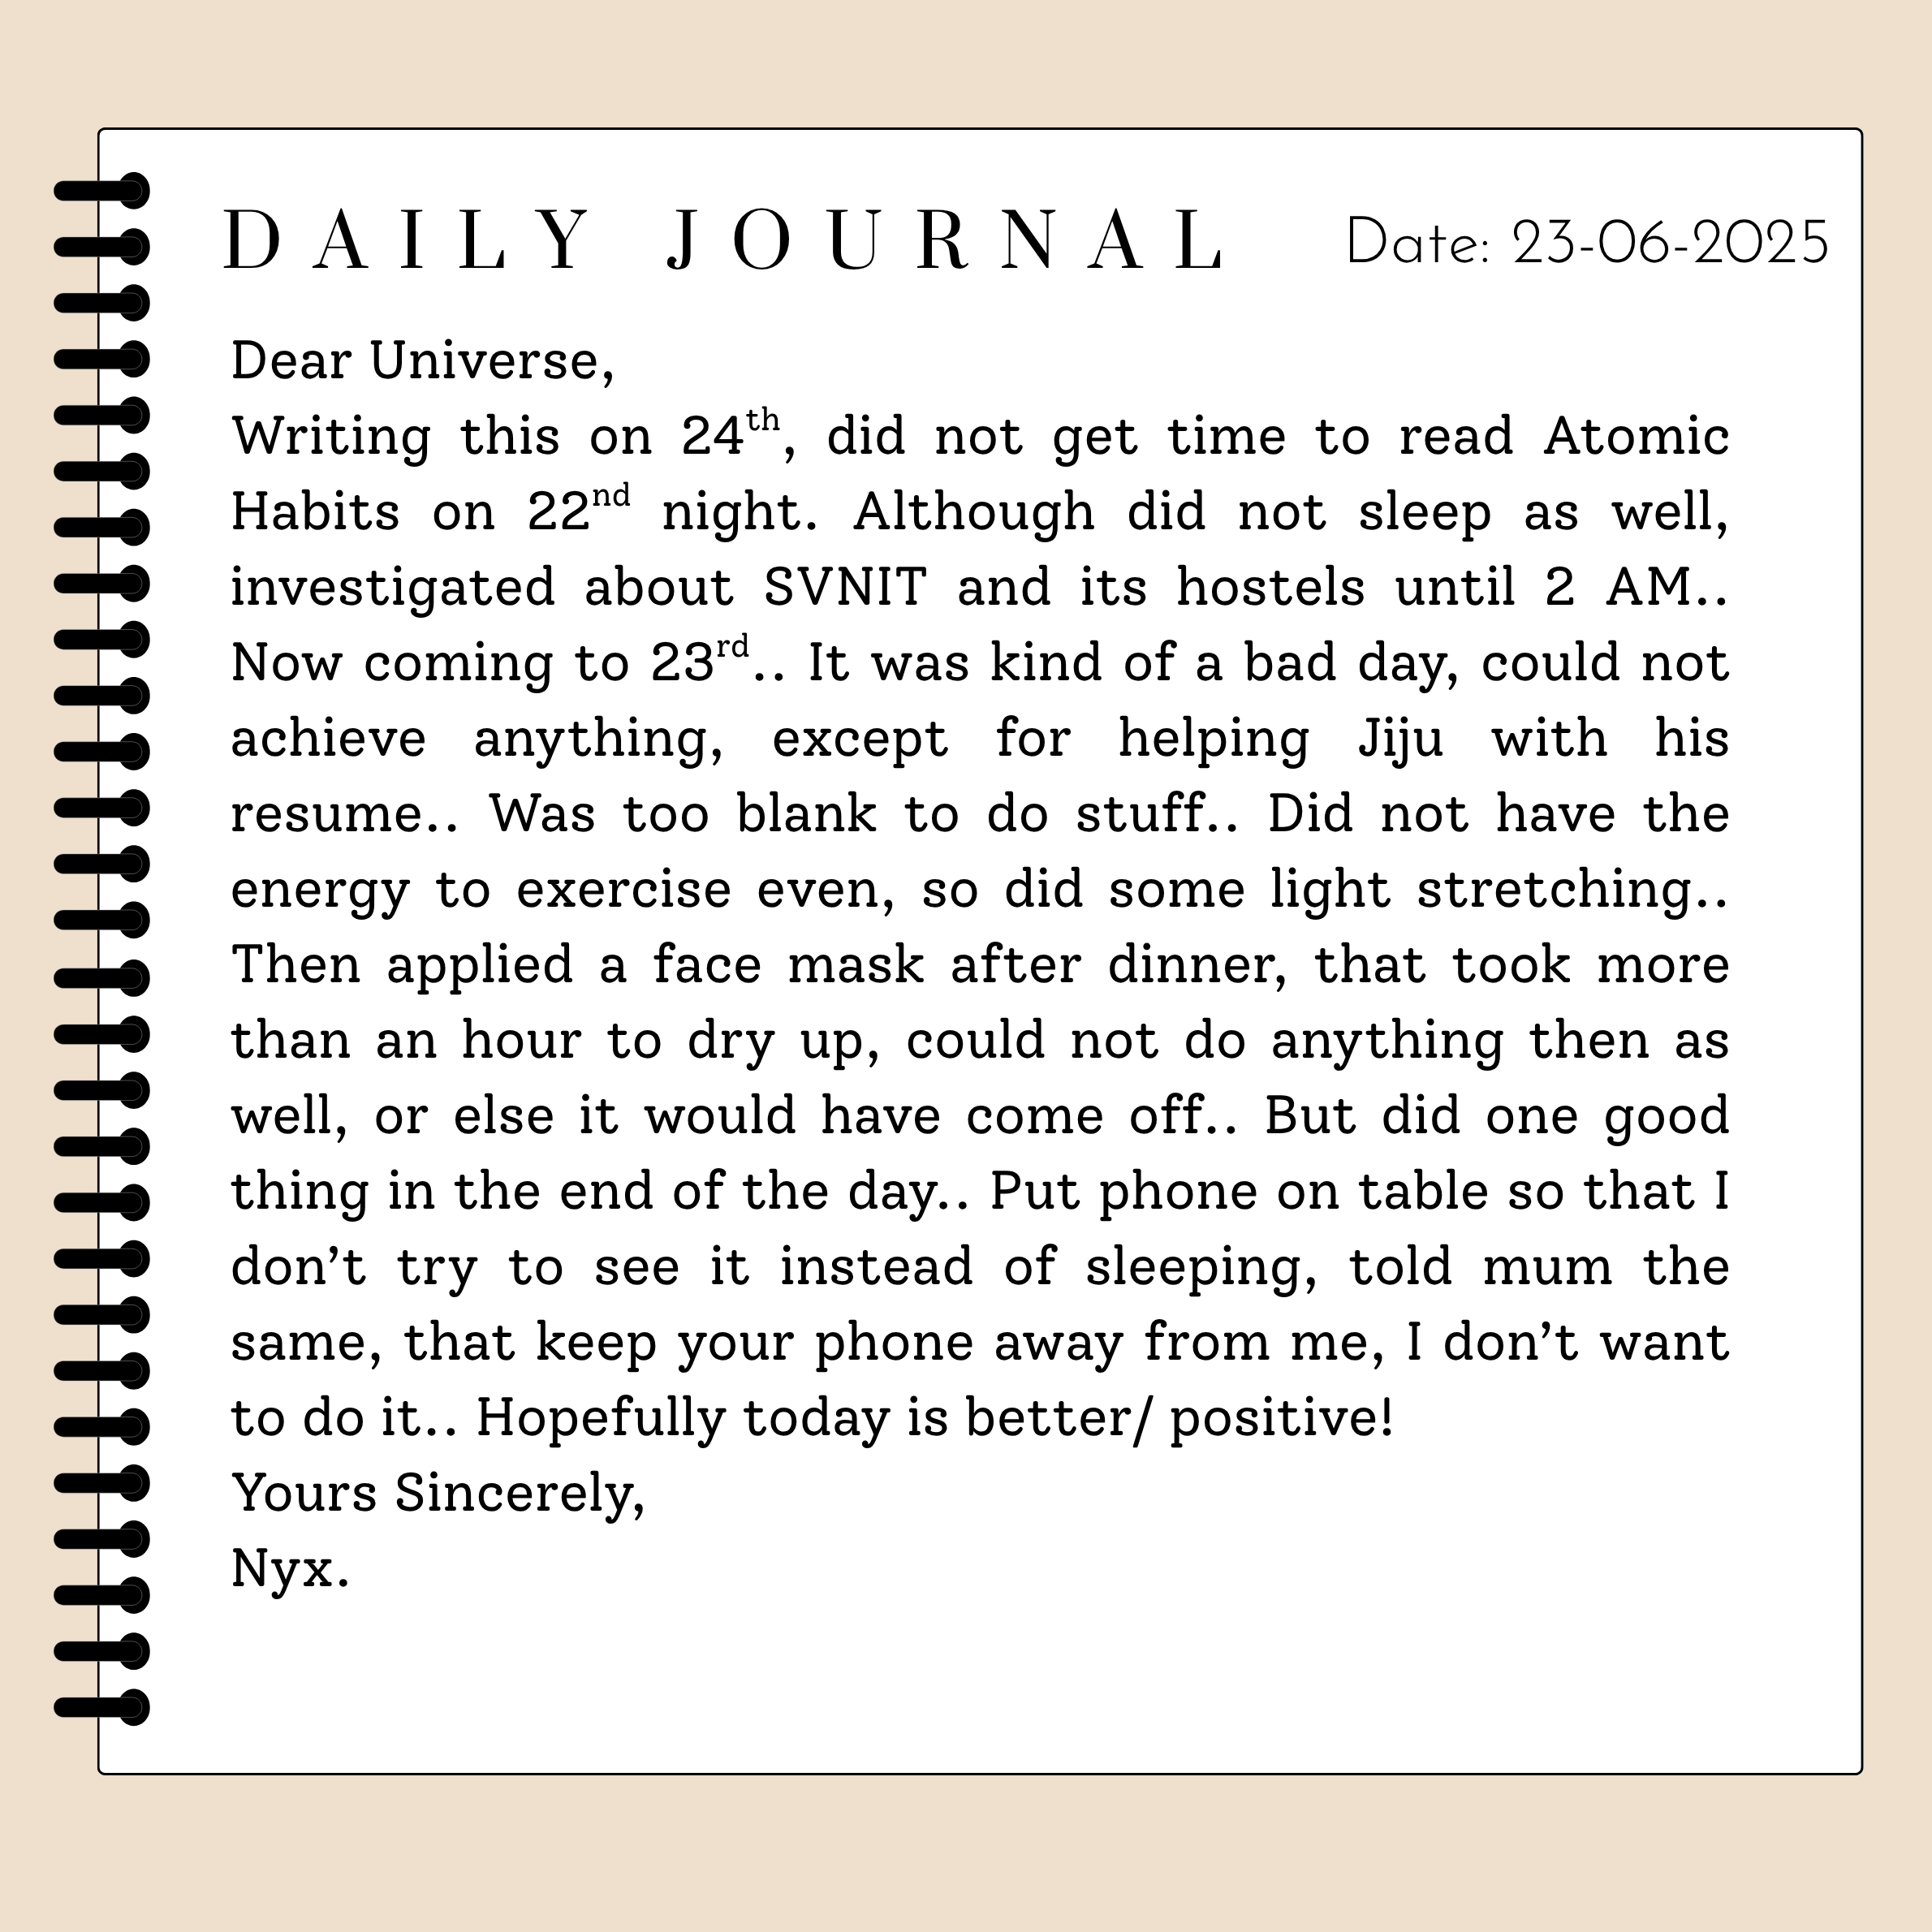 DAILY JOURNAL Date: 23-06-2025
Dear Universe,
Writing this on 24th, did not get time to read Atomic
Habits on 22nd night. Although did not sleep as well,
investigated about SVNIT and its hostels until 2 AM..
Now coming to 23rd.. It was kind of a bad day, could not
achieve anything, except for helping Jiju with his
resume.. Was too blank to do stuff.. Did not have the
energy to exercise even, so did some light stretching..
Then applied a face mask after dinner, that took more
than an hour to dry up, could not do anything then as
well, or else it would have come off.. But did one good
thing in the end of the day.. Put phone on table so that I
don’t try to see it instead of sleeping, told mum the
same, that keep your phone away from me, I don’t want
to do it.. Hopefully today is better/ positive!
Yours Sincerely,
Nyx.